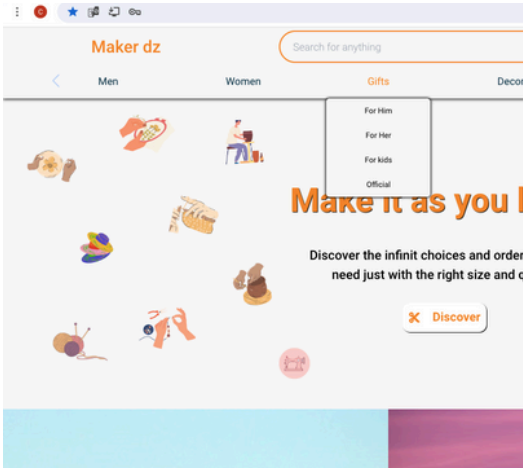 C
Maker dz
Search for anything
Men Women Gifts Decor
For Him
For Her
For kids
Official
Make it as you
Discover the infinit choices and order
need just with the right size and
Discover